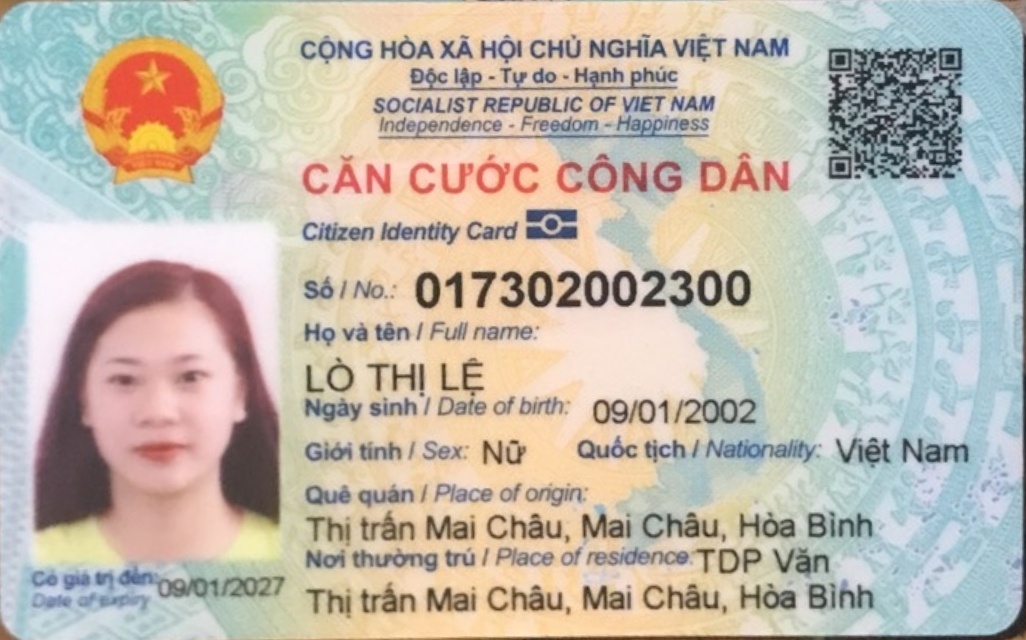 CỘNG HÒA XÃ HỘI CHỦ NGHĨA VIỆT NAM
Độc lập - Tự do - Hạnh phúc
SOCIALIST REPUBLIC OF VIET NAM
Independence - Freedom - Happiness
CĂN CƯỚC CÔNG DÂN
Citizen Identity Card
Số / No.: 017302002300
Họ và tên / Full name:
LÒ THỊ LỆ
Ngày sinh / Date of birth: 09/01/2002
Giới tính / Sex: Nữ Quốc tịch / Nationality: Việt Nam
Quê quán / Place of origin:
Thị trấn Mai Châu, Mai Châu, Hòa Bình
Nơi thường trú / Place of residence: TDP Văn
Thị trấn Mai Châu, Mai Châu, Hòa Bình
Có giá trị đến: 09/01/2027
Date of expiry